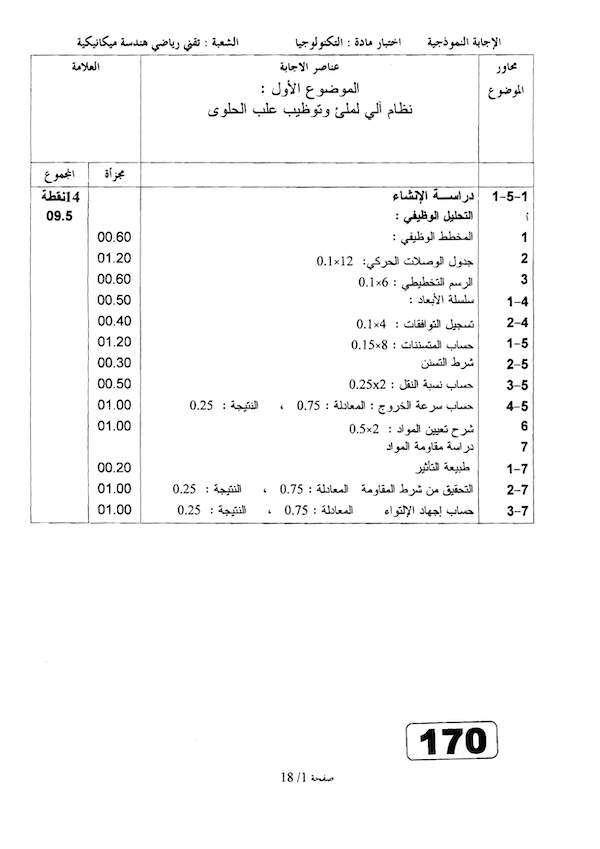 الإجابة النموذجية اختبار مادة : التكنولوجيا الشعبة : تقني رياضي هندسة ميكانيكية
محاور الموضوع عناصر الاجابة العلامة
الموضوع الأول :
نظام آلي لملئ وتوظيب علب الحلوى
مجزأة المجموع
1-5-1 دراســة الإنشاء 14نقطة
أ التحليل الوظيفي : 09.5
1 المخطط الوظيفي : 00.60
2 جدول الوصلات الحركي: 12×0.1 01.20
3 الرسم التخطيطي : 6×0.1 00.60
1-4 سلسلة الأبعاد : 00.50
2-4 تسجيل التوافقات : 4×0.1 00.40
1-5 حساب المتسننات : 8×0.15 01.20
2-5 شرط التسنن 00.30
3-5 حساب نسبة النقل : 0.25x2 00.50
4-5 حساب سرعة الخروج : المعادلة : 0.75 ، النتيجة : 0.25 01.00
6 شرح تعيين المواد : 2×0.5 01.00
7 دراسة مقاومة المواد
1-7 طبيعة التأثير 00.20
2-7 التحقيق من شرط المقاومة المعادلة : 0.75 ، النتيجة : 0.25 01.00
3-7 حساب إجهاد الإلتواء المعادلة : 0.75 ، النتيجة : 0.25 01.00
170
صفحة 1/ 18